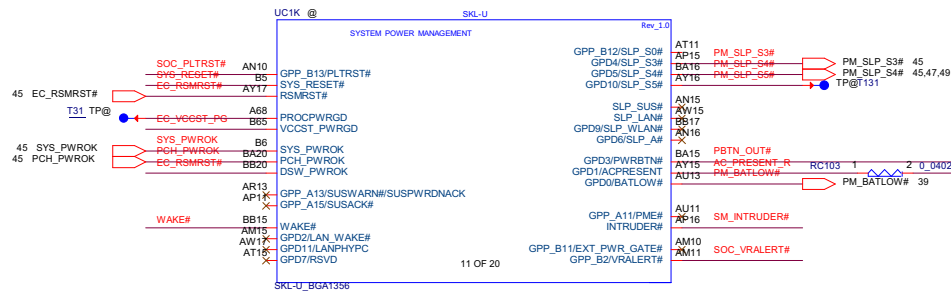 UC1K @ SKL-U
Rev_1.0
SYSTEM POWER MANAGEMENT
SOC_PLTRST# AN10 GPP_B13/PLTRST#
SYS_RESET# B5 SYS_RESET#
45 EC_RSMRST# EC_RSMRST# AY17 RSMRST#
T31 TP@ A68 PROCPWRGD
EC_VCCST_PG B65 VCCST_PWRGD
45 SYS_PWROK SYS_PWROK B6 SYS_PWROK
45 PCH_PWROK PCH_PWROK BA20 PCH_PWROK
EC_RSMRST# BB20 DSW_PWROK
AR13 GPP_A13/SUSWARN#/SUSPWRDNACK
AP11 GPP_A15/SUSACK#
WAKE# BB15 WAKE#
AM15 GPD2/LAN_WAKE#
AW17 GPD11/LANPHYPC
AT15 GPD7/RSVD
GPP_B12/SLP_S0# AT11
GPD4/SLP_S3# AP15 PM_SLP_S3# PM_SLP_S3# 45
GPD5/SLP_S4# BA16 PM_SLP_S4# PM_SLP_S4# 45,47,49
GPD10/SLP_S5# AY16 PM_SLP_S5# TP@T131
SLP_SUS# AN15
SLP_LAN# AW15
GPD9/SLP_WLAN# BB17
GPD6/SLP_A# AN16
GPD3/PWRBTN# BA15 PBTN_OUT#
GPD1/ACPRESENT AY15 AC_PRESENT_R RC103 1 2 0_0402
GPD0/BATLOW# AU13 PM_BATLOW# PM_BATLOW# 39
GPP_A11/PME# AU11
INTRUDER# AP16 SM_INTRUDER#
GPP_B11/EXT_PWR_GATE# AM10
GPP_B2/VRALERT# AM11 SOC_VRALERT#
11 OF 20
SKL-U_BGA1356